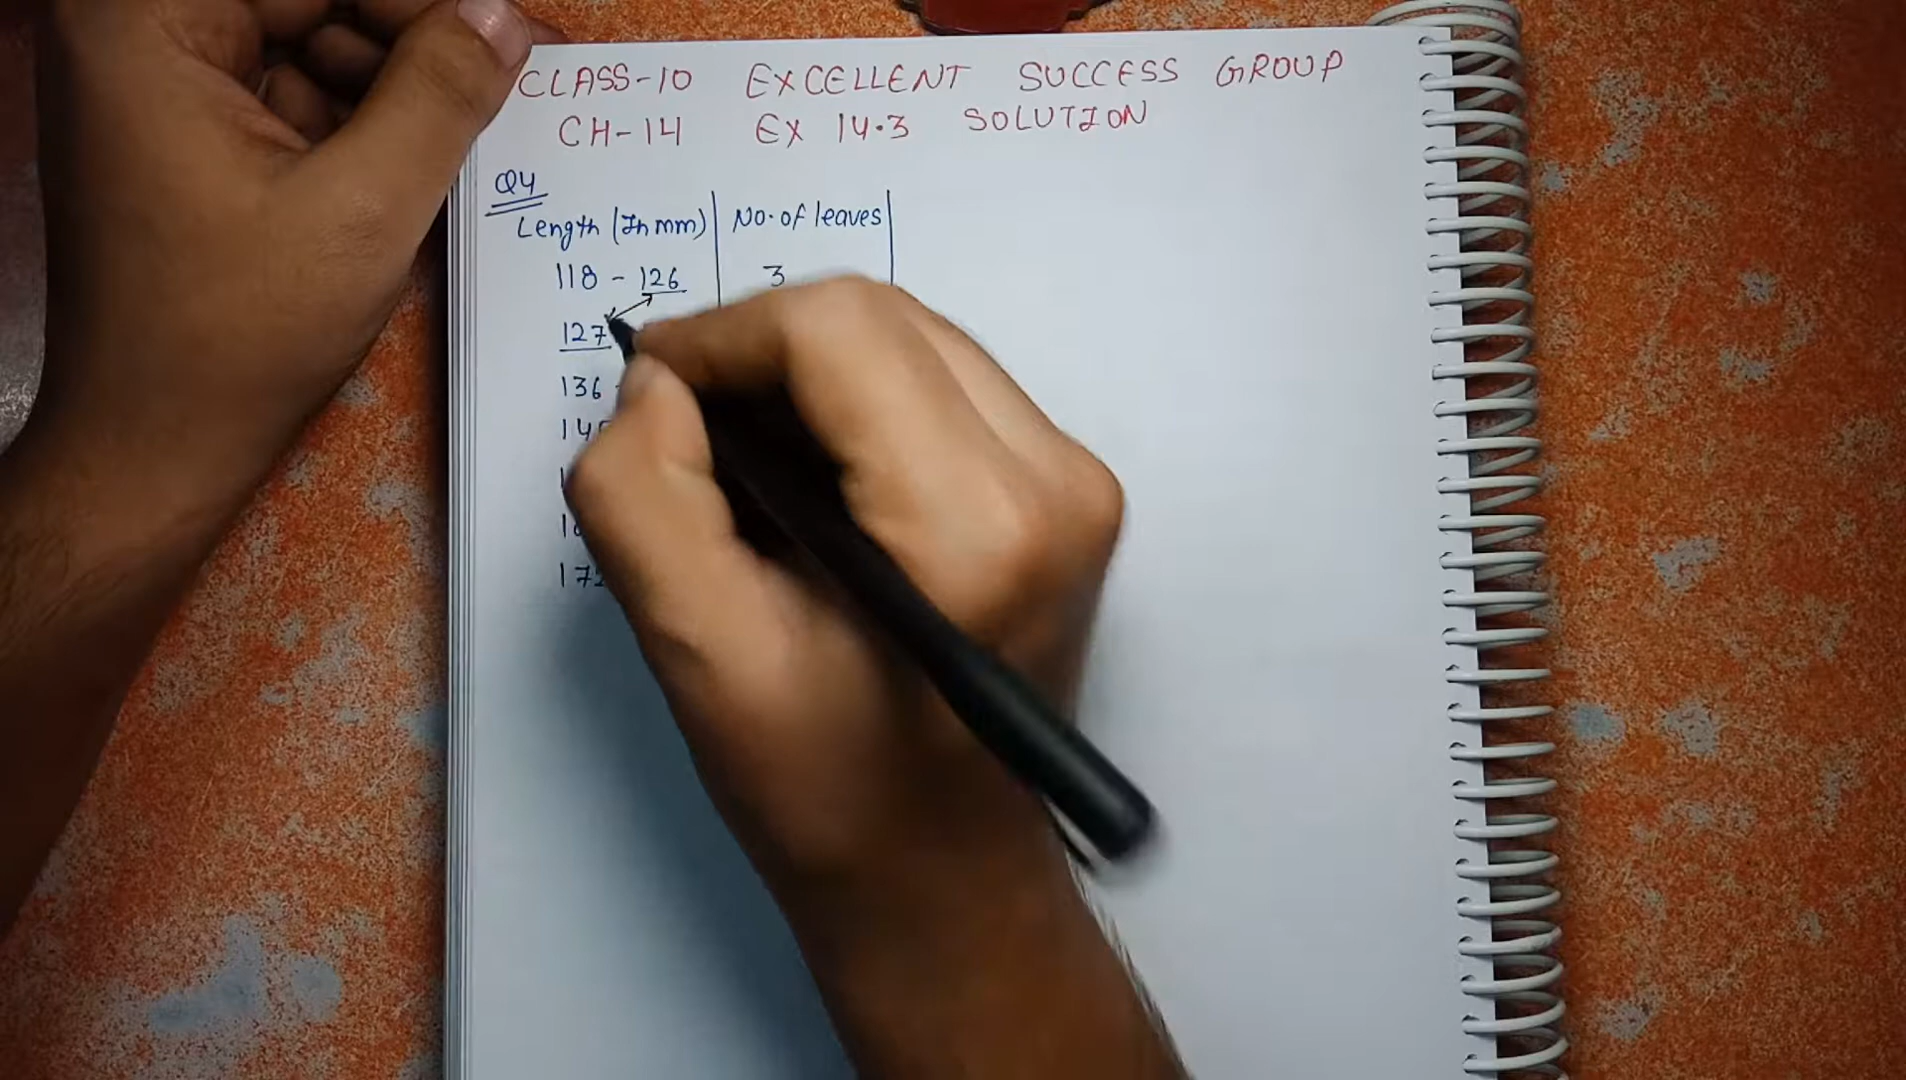 CLASS-10 EXCELLENT SUCCESS GROUP
CH-14 EX 14.3 SOLUTION
Q4
Length (In mm) No. of leaves
118 - 126 3
127
136 -